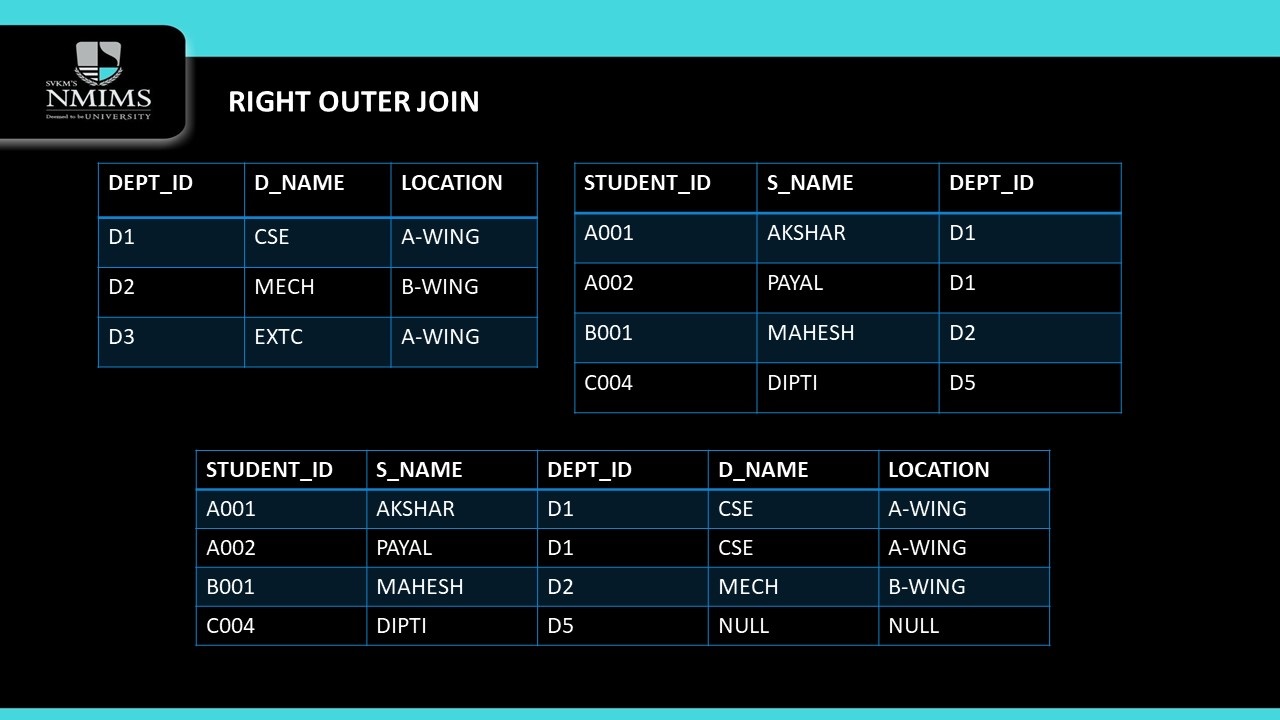 SVKM'S
NMIMS
Deemed to be UNIVERSITY
RIGHT OUTER JOIN
DEPT_ID D_NAME LOCATION
D1 CSE A-WING
D2 MECH B-WING
D3 EXTC A-WING
STUDENT_ID S_NAME DEPT_ID
A001 AKSHAR D1
A002 PAYAL D1
B001 MAHESH D2
C004 DIPTI D5
STUDENT_ID S_NAME DEPT_ID D_NAME LOCATION
A001 AKSHAR D1 CSE A-WING
A002 PAYAL D1 CSE A-WING
B001 MAHESH D2 MECH B-WING
C004 DIPTI D5 NULL NULL